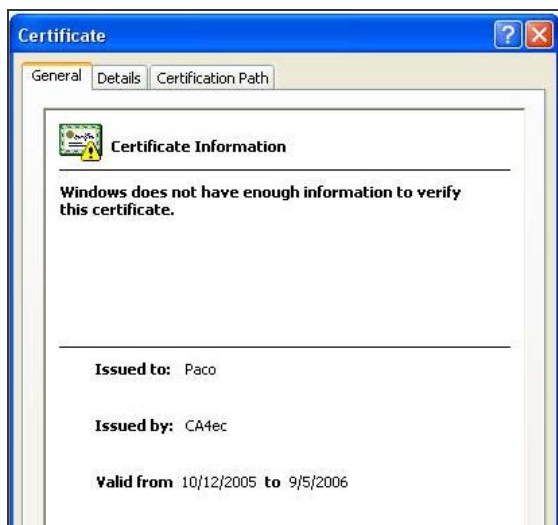 Certificate
General Details Certification Path
Certificate Information
Windows does not have enough information to verify
this certificate.
Issued to: Paco
Issued by: CA4ec
Valid from 10/12/2005 to 9/5/2006